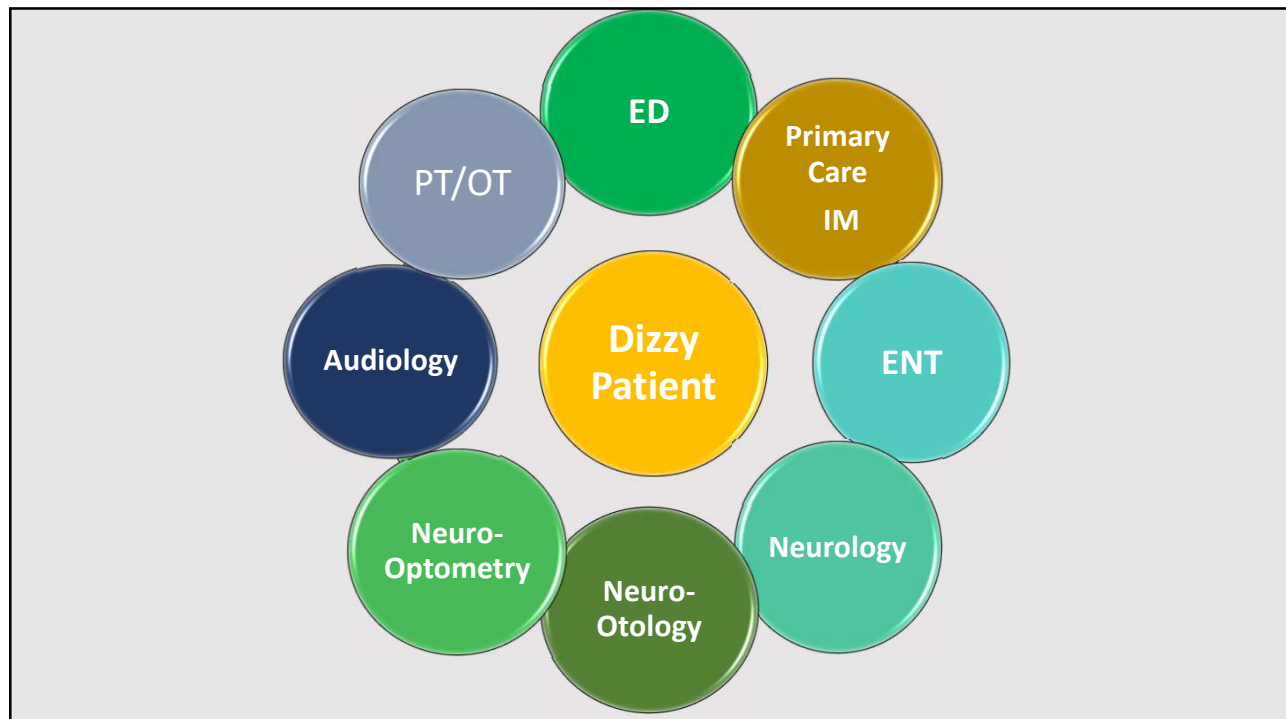 ED
Primary
Care
IM
PT/OT
Dizzy
Patient
Audiology
ENT
Neuro-
Optometry
Neurology
Neuro-
Otology